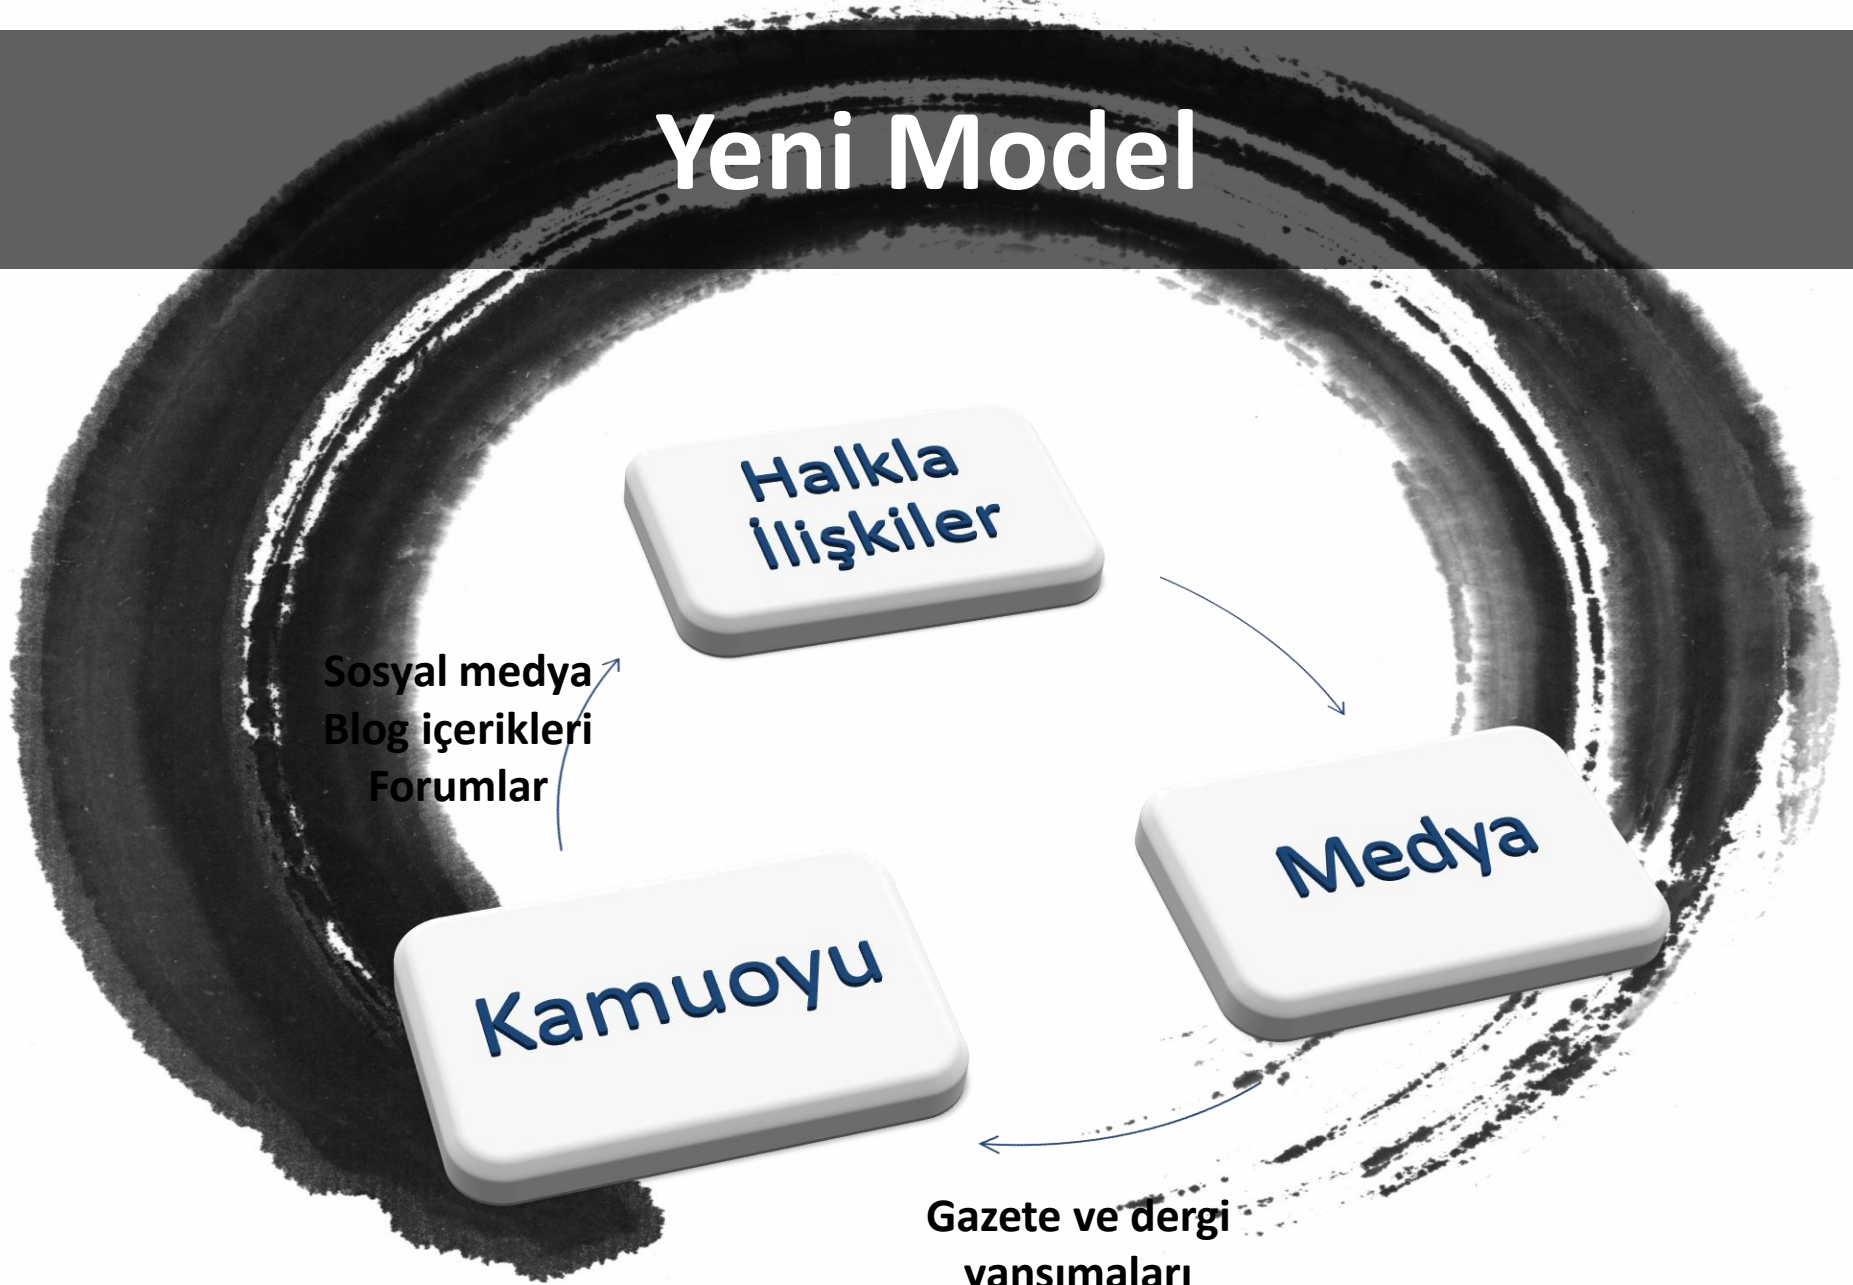 Yeni Model
Halkla
İlişkiler
Sosyal medya
Blog içerikleri
Forumlar
Medya
Kamuoyu
Gazete ve dergi
yansımaları